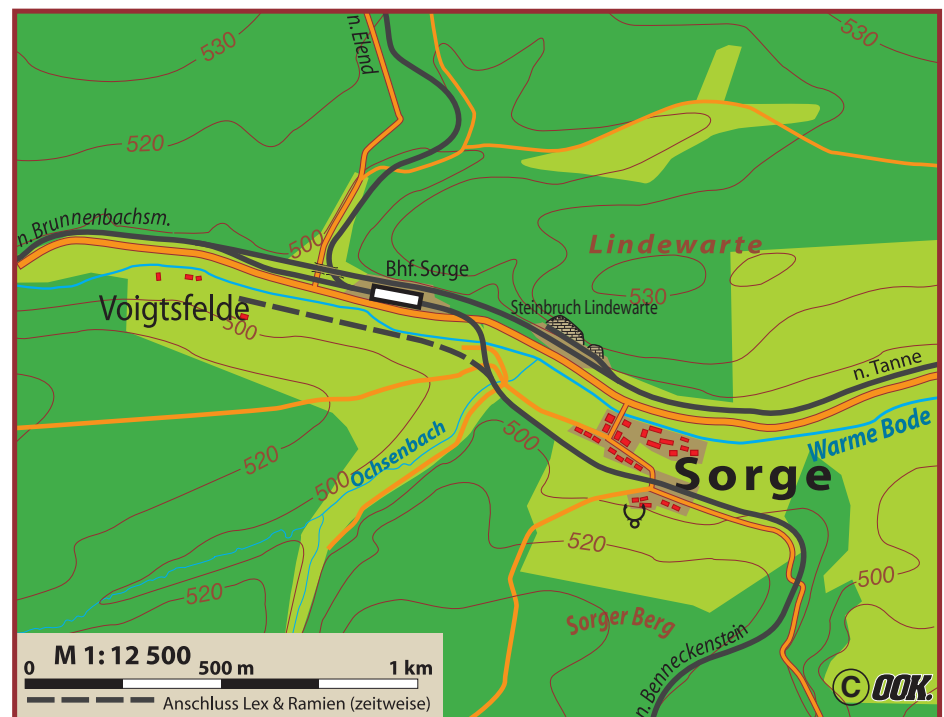 n. Elend
530
530
520
n. Brunnenbachsm.
500
Lindewarte
Bhf. Sorge
530
Steinbruch Lindewarte
Voigtsfelde
500
n. Tanne
Warme Bode
500
Ochsenbach
520
500
Sorge
520
500
520
Sorger Berg
n. Benneckenstein
M 1: 12 500
0 500 m 1 km
Anschluss Lex & Ramien (zeitweise)
© OOK.